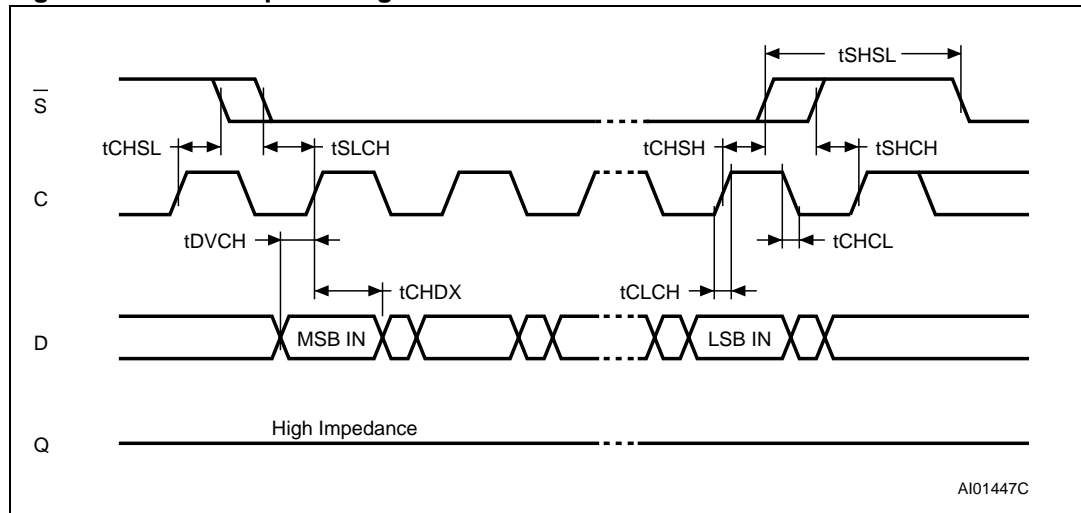 tSHSL
S̅
tCHSL
tSLCH
tCHSH
tSHCH
C
tDVCH
tCHCL
tCHDX
tCLCH
D
MSB IN
LSB IN
High Impedance
Q
AI01447C